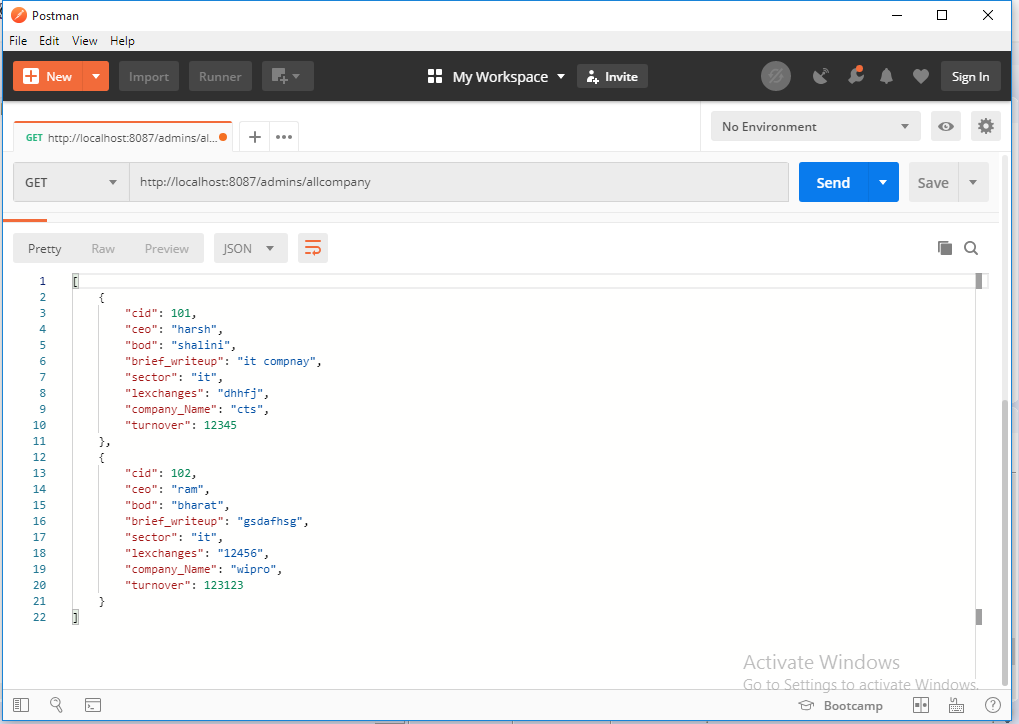 Postman
File Edit View Help
New Import Runner My Workspace Invite Sign In
GET http://localhost:8087/admins/al... + ••• No Environment
GET http://localhost:8087/admins/allcompany Send Save
Pretty Raw Preview JSON
1 [
2 {
3 "cid": 101,
4 "ceo": "harsh",
5 "bod": "shalini",
6 "brief_writeup": "it compnay",
7 "sector": "it",
8 "lexchanges": "dhhfj",
9 "company_Name": "cts",
10 "turnover": 12345
11 },
12 {
13 "cid": 102,
14 "ceo": "ram",
15 "bod": "bharat",
16 "brief_writeup": "gsdafhsg",
17 "sector": "it",
18 "lexchanges": "12456",
19 "company_Name": "wipro",
20 "turnover": 123123
21 }
22 ]
Activate Windows
Go to Settings to activate Windows.
Bootcamp